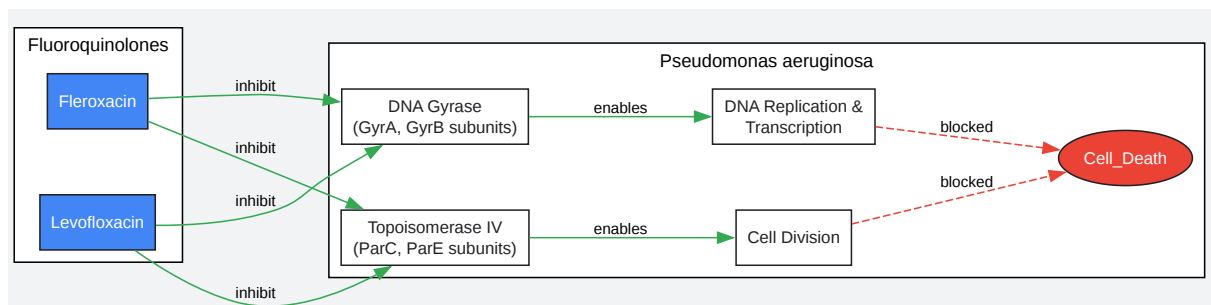 Fluoroquinolones
Fleroxacin
Levofloxacin
inhibit
inhibit
inhibit
inhibit
Pseudomonas aeruginosa
DNA Gyrase
(GyrA, GyrB subunits)
Topoisomerase IV
(ParC, ParE subunits)
enables
enables
DNA Replication &
Transcription
Cell Division
blocked
blocked
Cell_Death